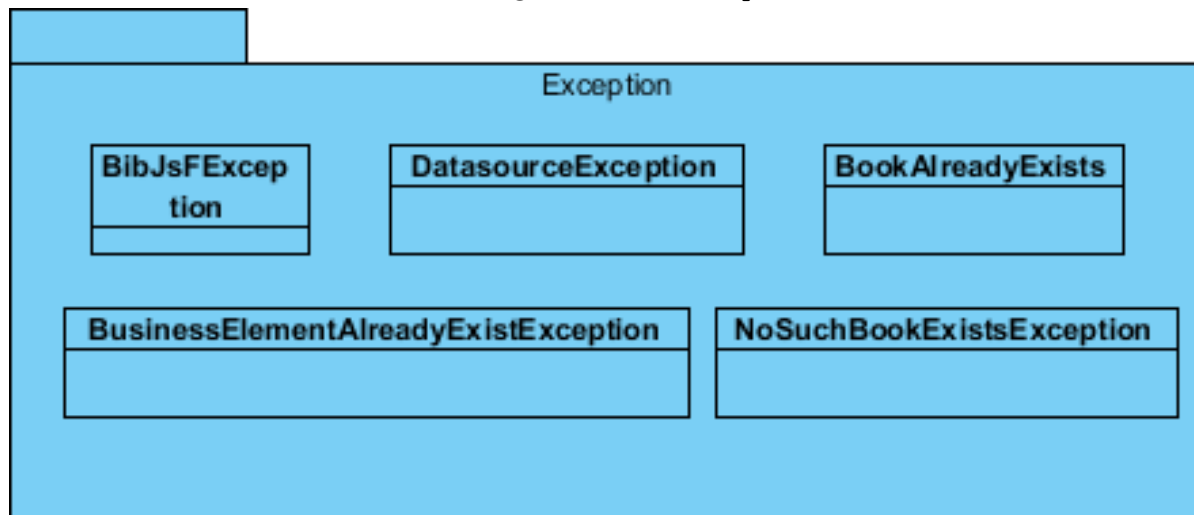 Exception
BibJsFExcep
tion
DatasourceException
BookAlreadyExists
BusinessElementAlreadyExistException
NoSuchBookExistsException